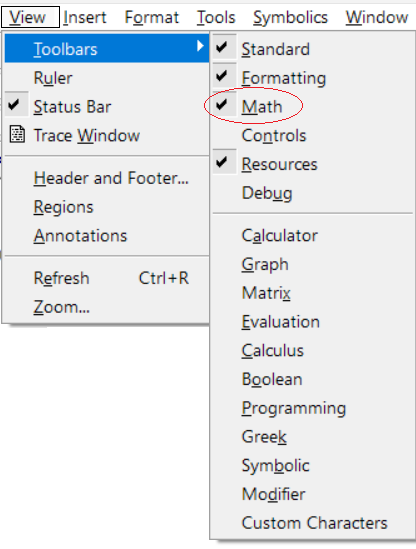 View Insert Format Tools Symbolics Window
Toolbars
Ruler
Status Bar
Trace Window
Header and Footer...
Regions
Annotations
Refresh Ctrl+R
Zoom...
Standard
Formatting
Math
Controls
Resources
Debug
Calculator
Graph
Matrix
Evaluation
Calculus
Boolean
Programming
Greek
Symbolic
Modifier
Custom Characters